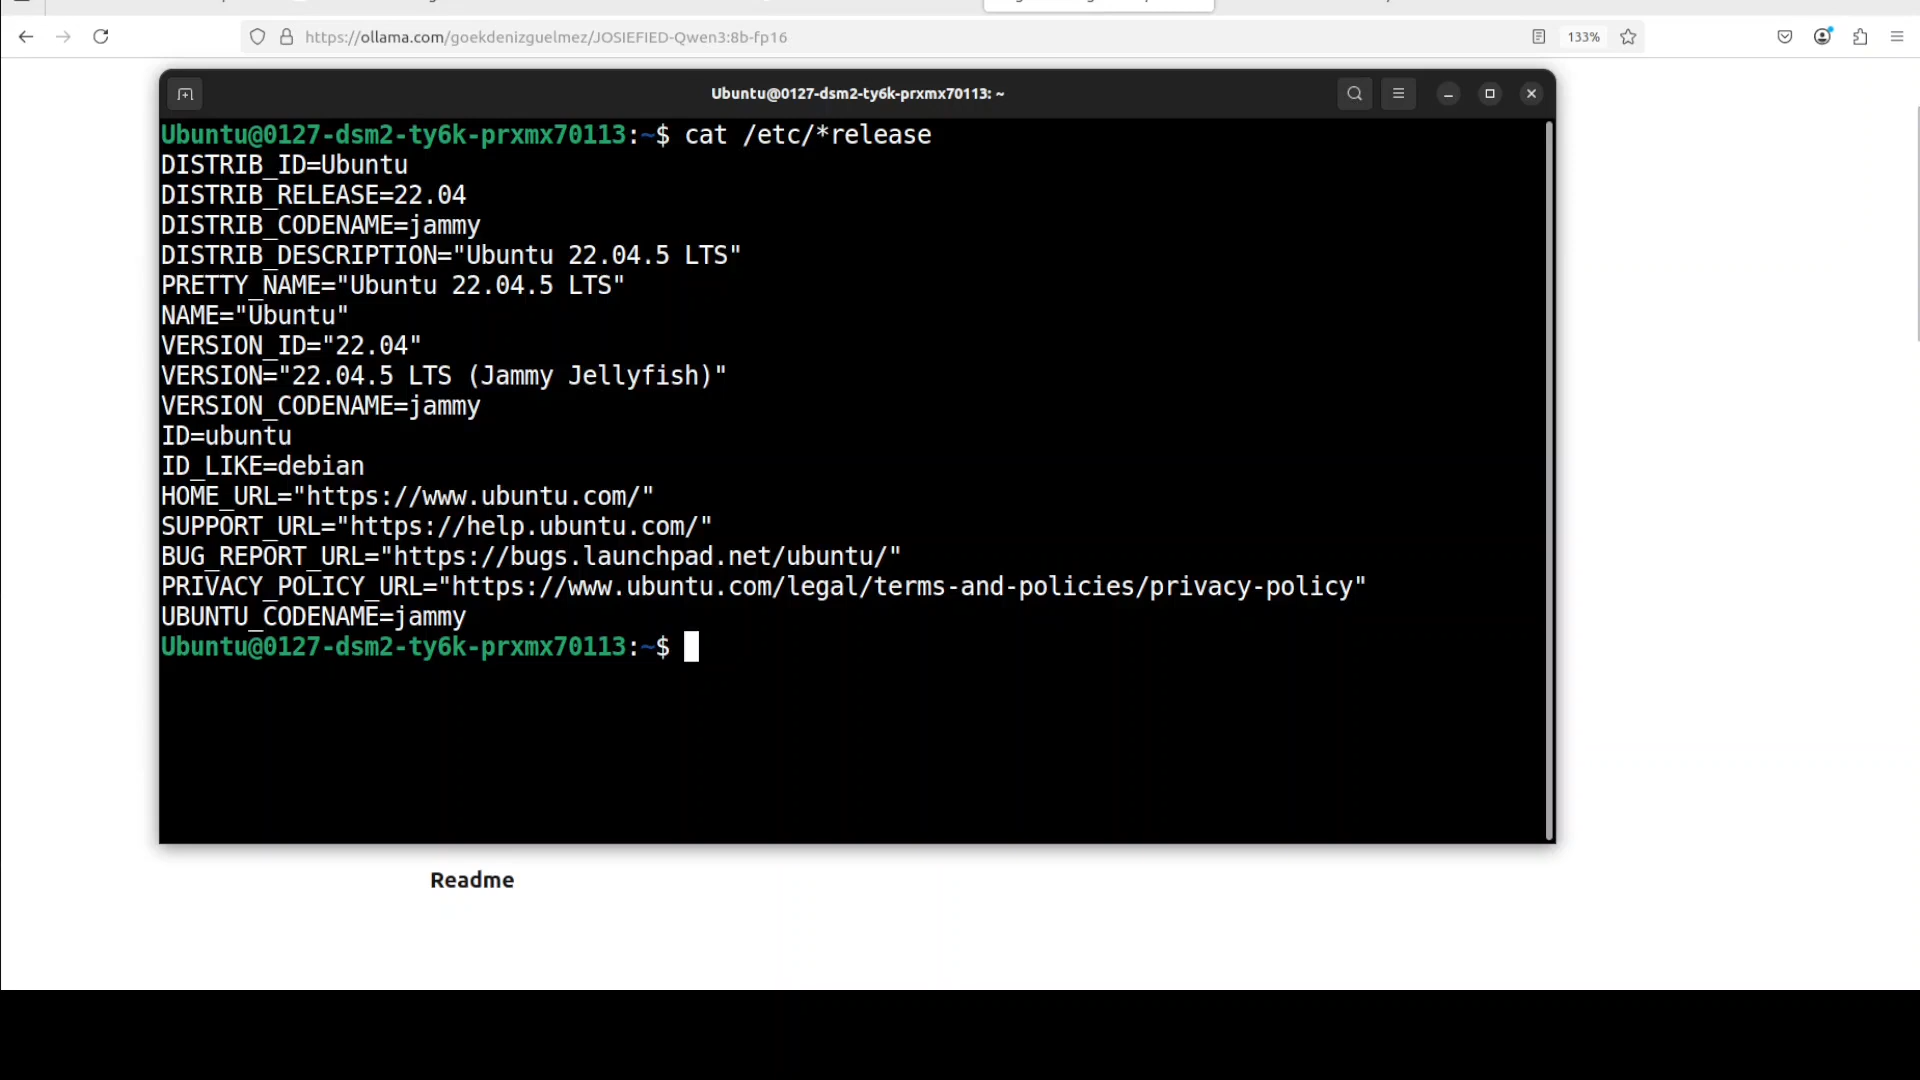 https://ollama.com/goekdenizguelmez/JOSIEFIED-Qwen3:8b-fp16
133%
Ubuntu@0127-dsm2-ty6k-prxmx70113: ~
Ubuntu@0127-dsm2-ty6k-prxmx70113:~$ cat /etc/*release
DISTRIB_ID=Ubuntu
DISTRIB_RELEASE=22.04
DISTRIB_CODENAME=jammy
DISTRIB_DESCRIPTION="Ubuntu 22.04.5 LTS"
PRETTY_NAME="Ubuntu 22.04.5 LTS"
NAME="Ubuntu"
VERSION_ID="22.04"
VERSION="22.04.5 LTS (Jammy Jellyfish)"
VERSION_CODENAME=jammy
ID=ubuntu
ID_LIKE=debian
HOME_URL="https://www.ubuntu.com/"
SUPPORT_URL="https://help.ubuntu.com/"
BUG_REPORT_URL="https://bugs.launchpad.net/ubuntu/"
PRIVACY_POLICY_URL="https://www.ubuntu.com/legal/terms-and-policies/privacy-policy"
UBUNTU_CODENAME=jammy
Ubuntu@0127-dsm2-ty6k-prxmx70113:~$
Readme